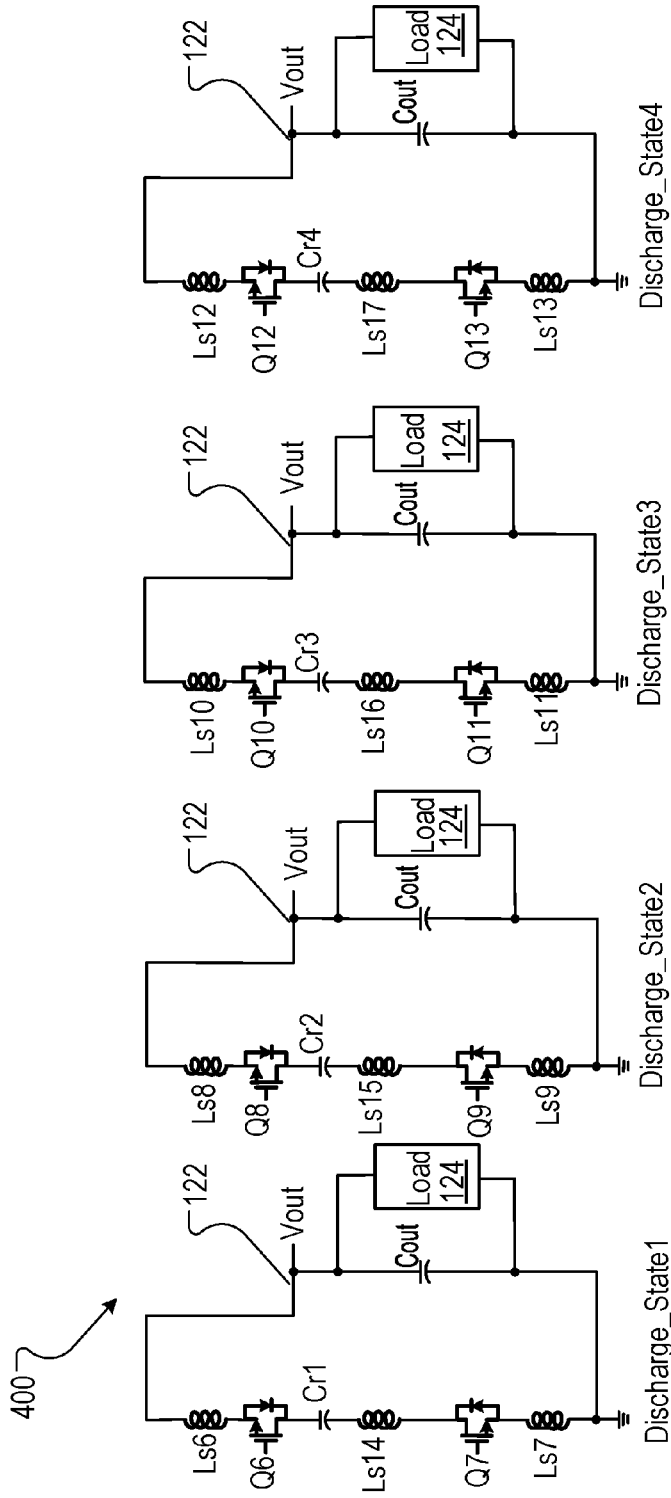 400
Ls6
Q6
Cr1
Ls14
Q7
Ls7
122
Vout
Cout
Load
124
Discharge_State1
Ls8
Q8
Cr2
Ls15
Q9
Ls9
122
Vout
Cout
Load
124
Discharge_State2
Ls10
Q10
Cr3
Ls16
Q11
Ls11
122
Vout
Cout
Load
124
Discharge_State3
Ls12
Q12
Cr4
Ls17
Q13
Ls13
122
Vout
Cout
Load
124
Discharge_State4